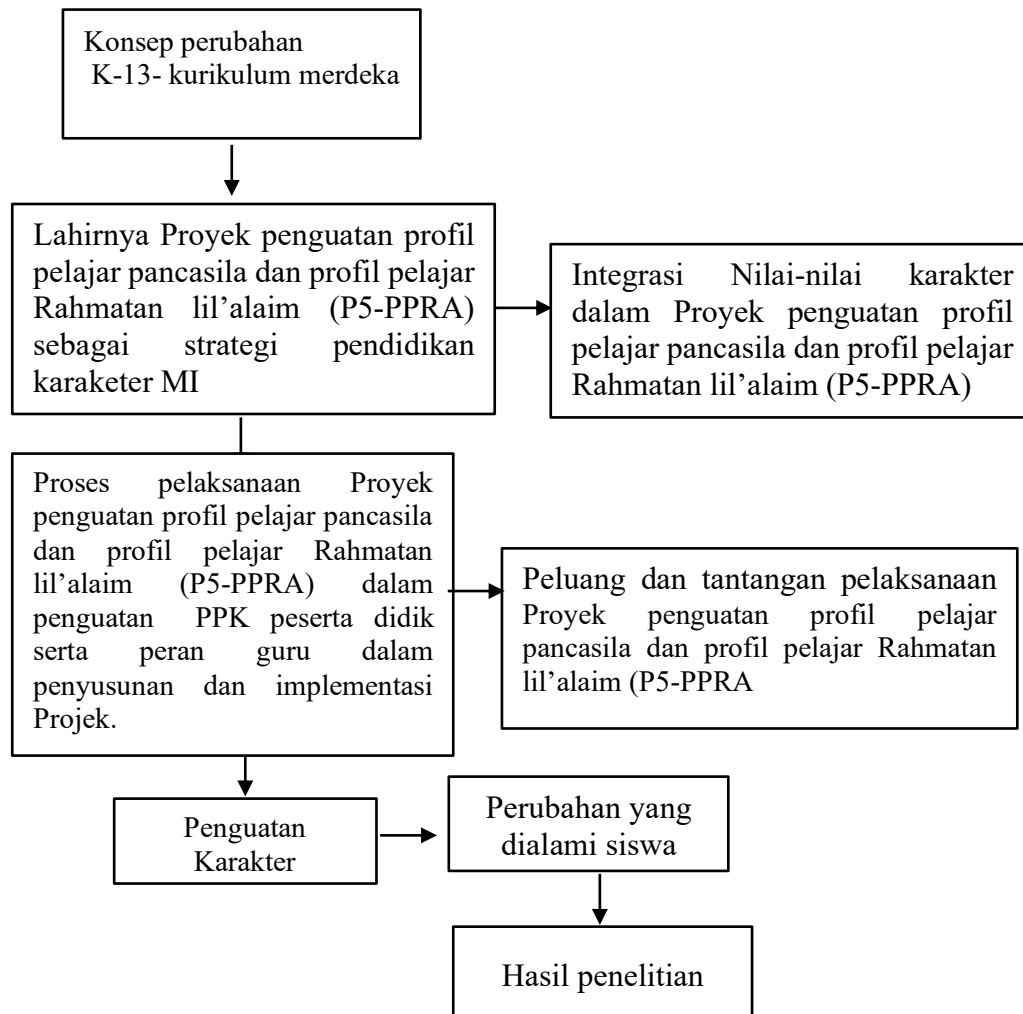 Konsep perubahan
K-13- kurikulum merdeka
Lahirnya Proyek penguatan profil
pelajar pancasila dan profil pelajar
Rahmatan lil’alaim (P5-PPRA)
sebagai strategi pendidikan
karaketer MI
Integrasi Nilai-nilai karakter
dalam Proyek penguatan profil
pelajar pancasila dan profil pelajar
Rahmatan lil’alaim (P5-PPRA)
Proses pelaksanaan Proyek
penguatan profil pelajar pancasila
dan profil pelajar Rahmatan
lil’alaim (P5-PPRA) dalam
penguatan PPK peserta didik
serta peran guru dalam
penyusunan dan implementasi
Projek.
Peluang dan tantangan pelaksanaan
Proyek penguatan profil pelajar
pancasila dan profil pelajar Rahmatan
lil’alaim (P5-PPRA
Penguatan
Karakter
Perubahan yang
dialami siswa
Hasil penelitian